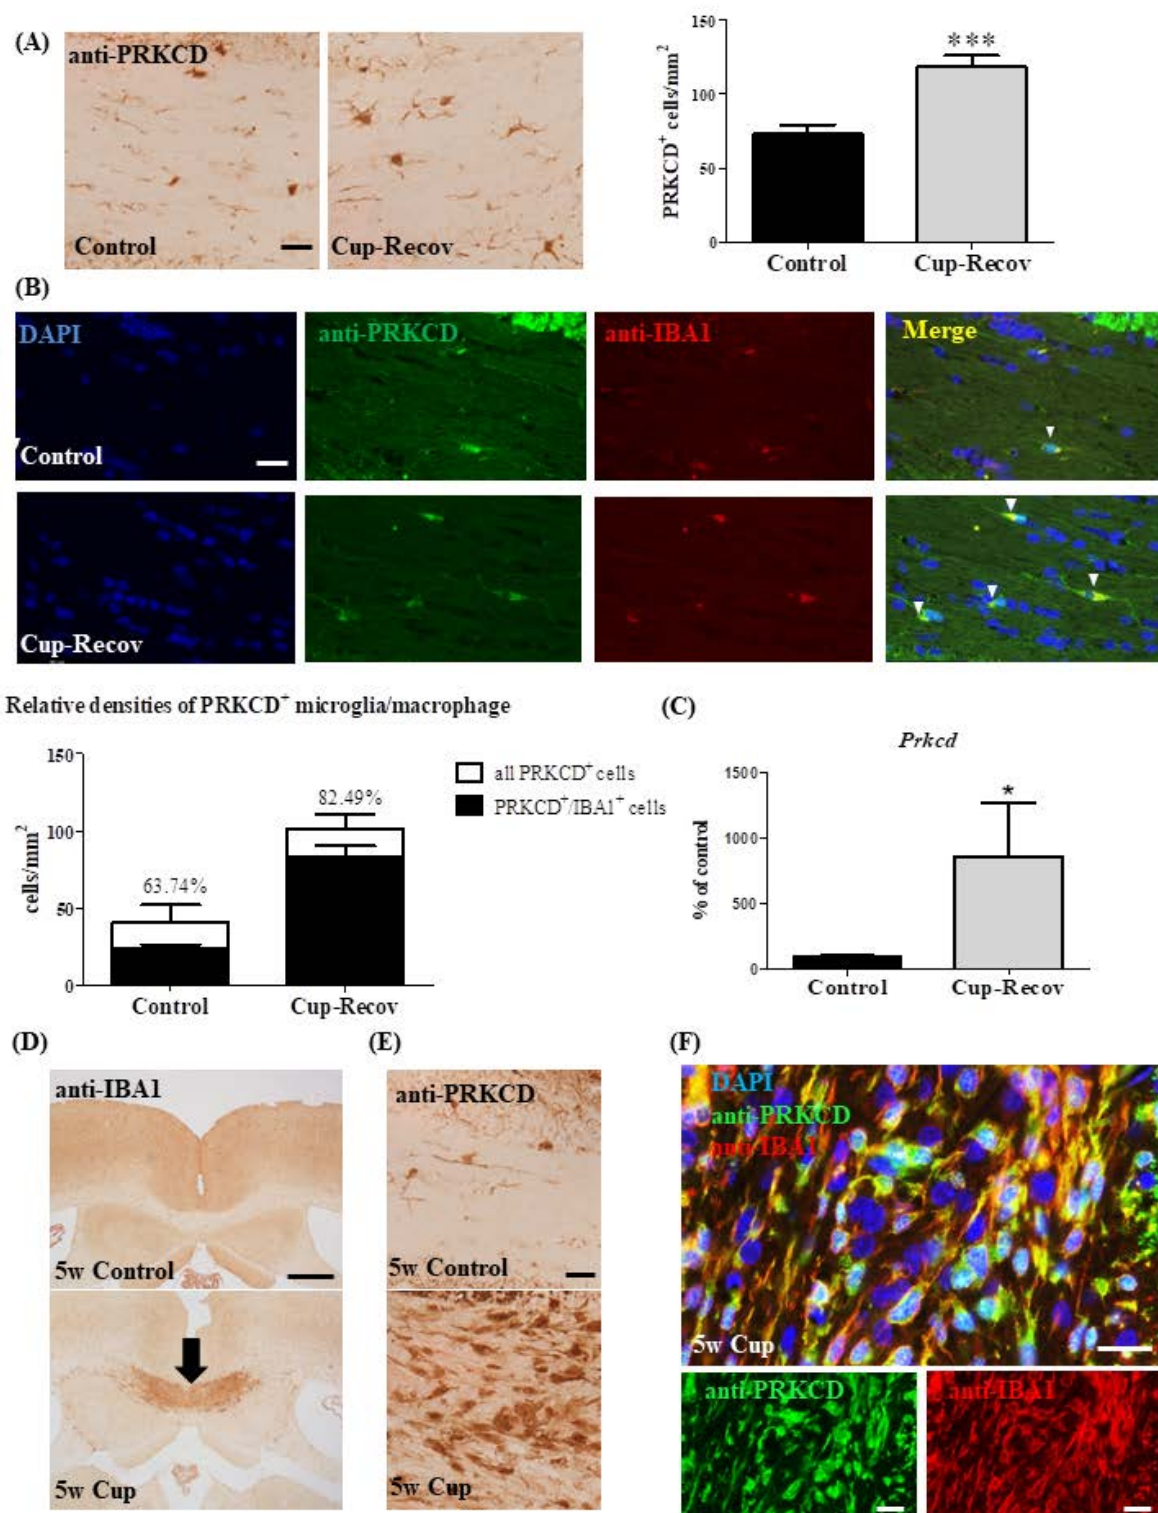 (A)
anti-PRKCD
Control
Cup-Recov
PRKCD⁺ cells/mm²
150
100
50
0
***
Control
Cup-Recov
(B)
DAPI
anti-PRKCD
anti-IBA1
Merge
Control
Cup-Recov
Relative densities of PRKCD⁺ microglia/macrophage
cells/mm²
150
100
50
0
63.74%
82.49%
Control
Cup-Recov
all PRKCD⁺ cells
PRKCD⁺/IBA1⁺ cells
(C)
Prkcd
% of control
1500
1000
500
0
*
Control
Cup-Recov
(D)
anti-IBA1
5w Control
5w Cup
(E)
anti-PRKCD
5w Control
5w Cup
(F)
DAPI
anti-PRKCD
anti-IBA1
5w Cup
anti-PRKCD
anti-IBA1